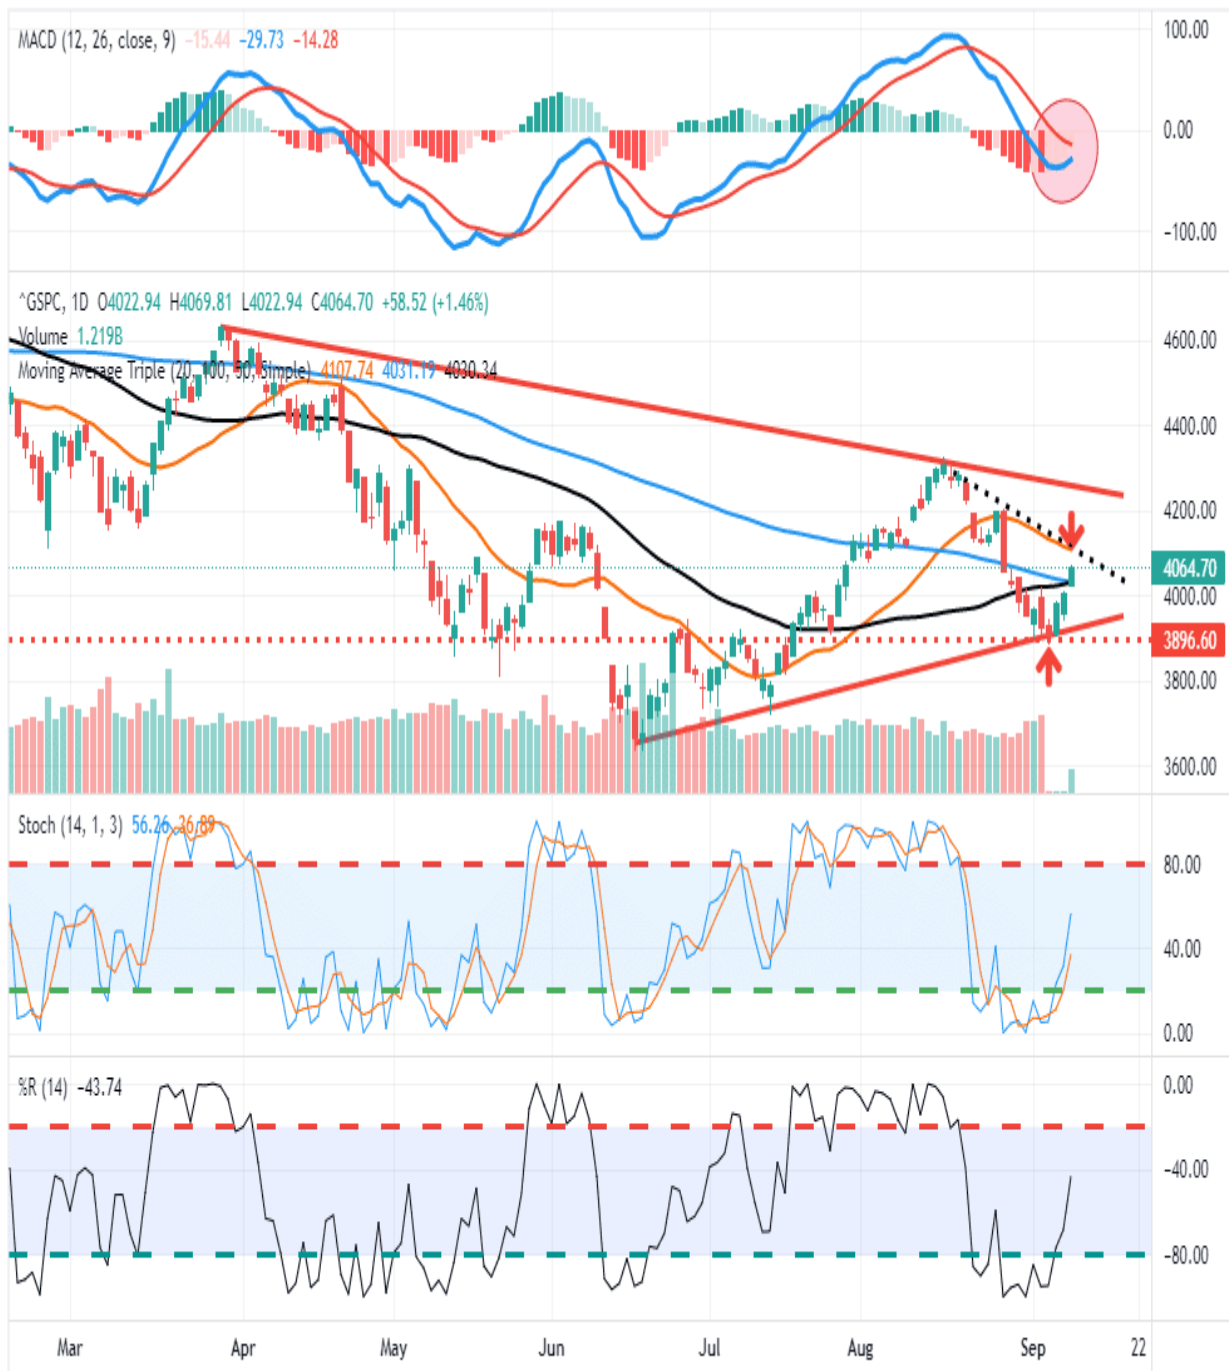 MACD (12, 26, close, 9) −15.44 −29.73 −14.28
100.00
0.00
−100.00
^GSPC, 1D O4022.94 H4069.81 L4022.94 C4064.70 +58.52 (+1.46%)
Volume 1.219B
Moving Average Triple (20, 100, 50, Simple) 4107.74 4031.19 4030.34
4600.00
4400.00
4200.00
4064.70
4000.00
3896.60
3800.00
3600.00
Stoch (14, 1, 3) 56.26 36.89
80.00
40.00
0.00
%R (14) −43.74
0.00
−40.00
−80.00
Mar Apr May Jun Jul Aug Sep 22